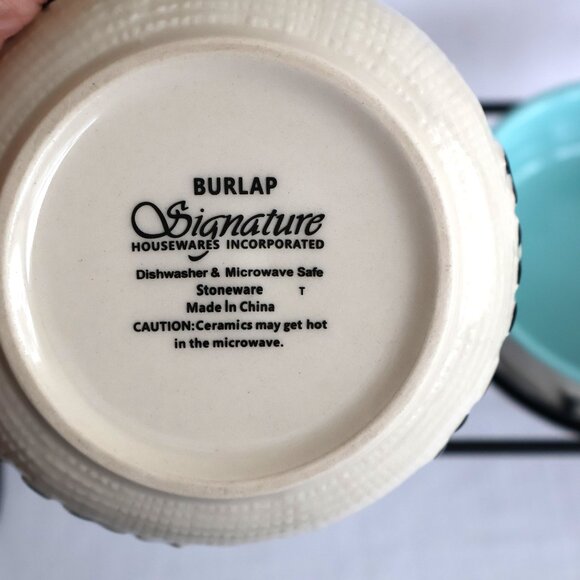 BURLAP
Signature
HOUSEWARES INCORPORATED
Dishwasher & Microwave Safe
Stoneware T
Made In China
CAUTION:Ceramics may get hot
in the microwave.